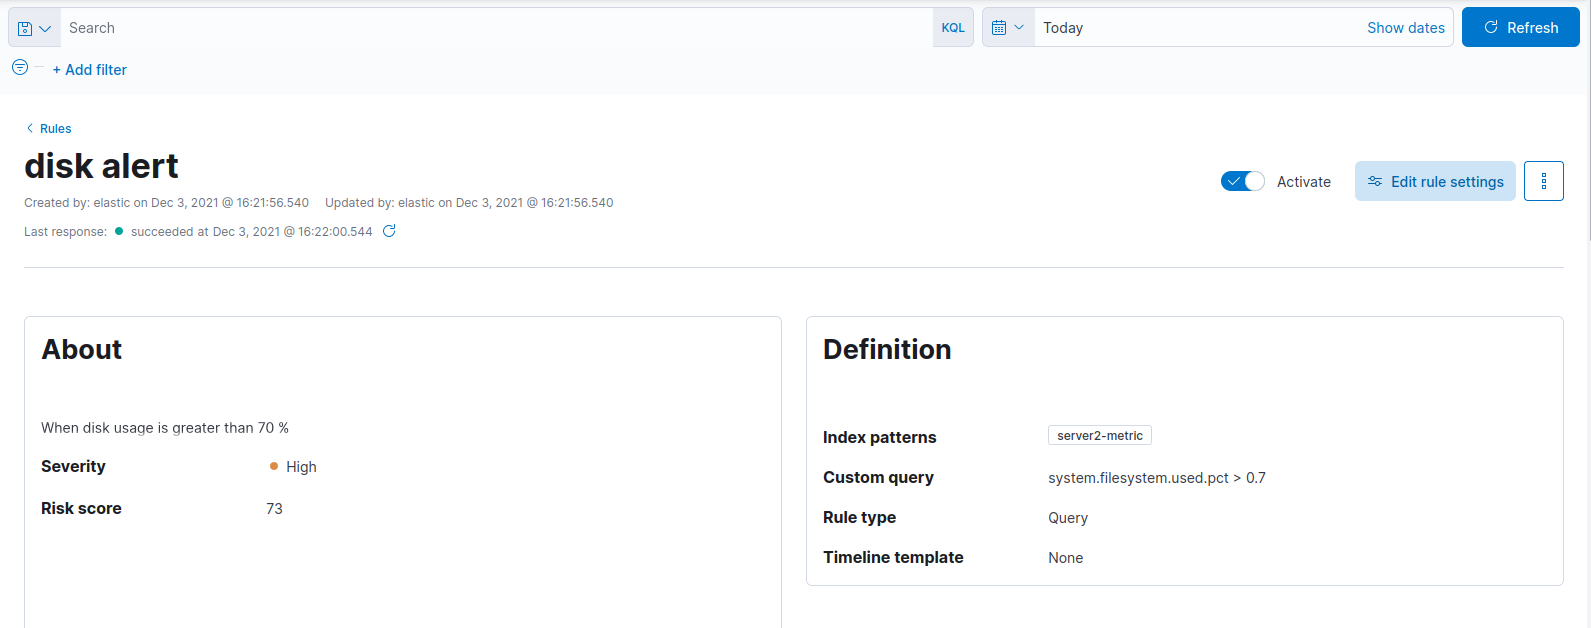 Search
KQL
Today
Show dates
Refresh
+ Add filter
Rules
disk alert
Created by: elastic on Dec 3, 2021 @ 16:21:56.540 Updated by: elastic on Dec 3, 2021 @ 16:21:56.540
Last response: succeeded at Dec 3, 2021 @ 16:22:00.544
Activate
Edit rule settings
About
When disk usage is greater than 70 %
Severity High
Risk score 73
Definition
Index patterns server2-metric
Custom query system.filesystem.used.pct > 0.7
Rule type Query
Timeline template None